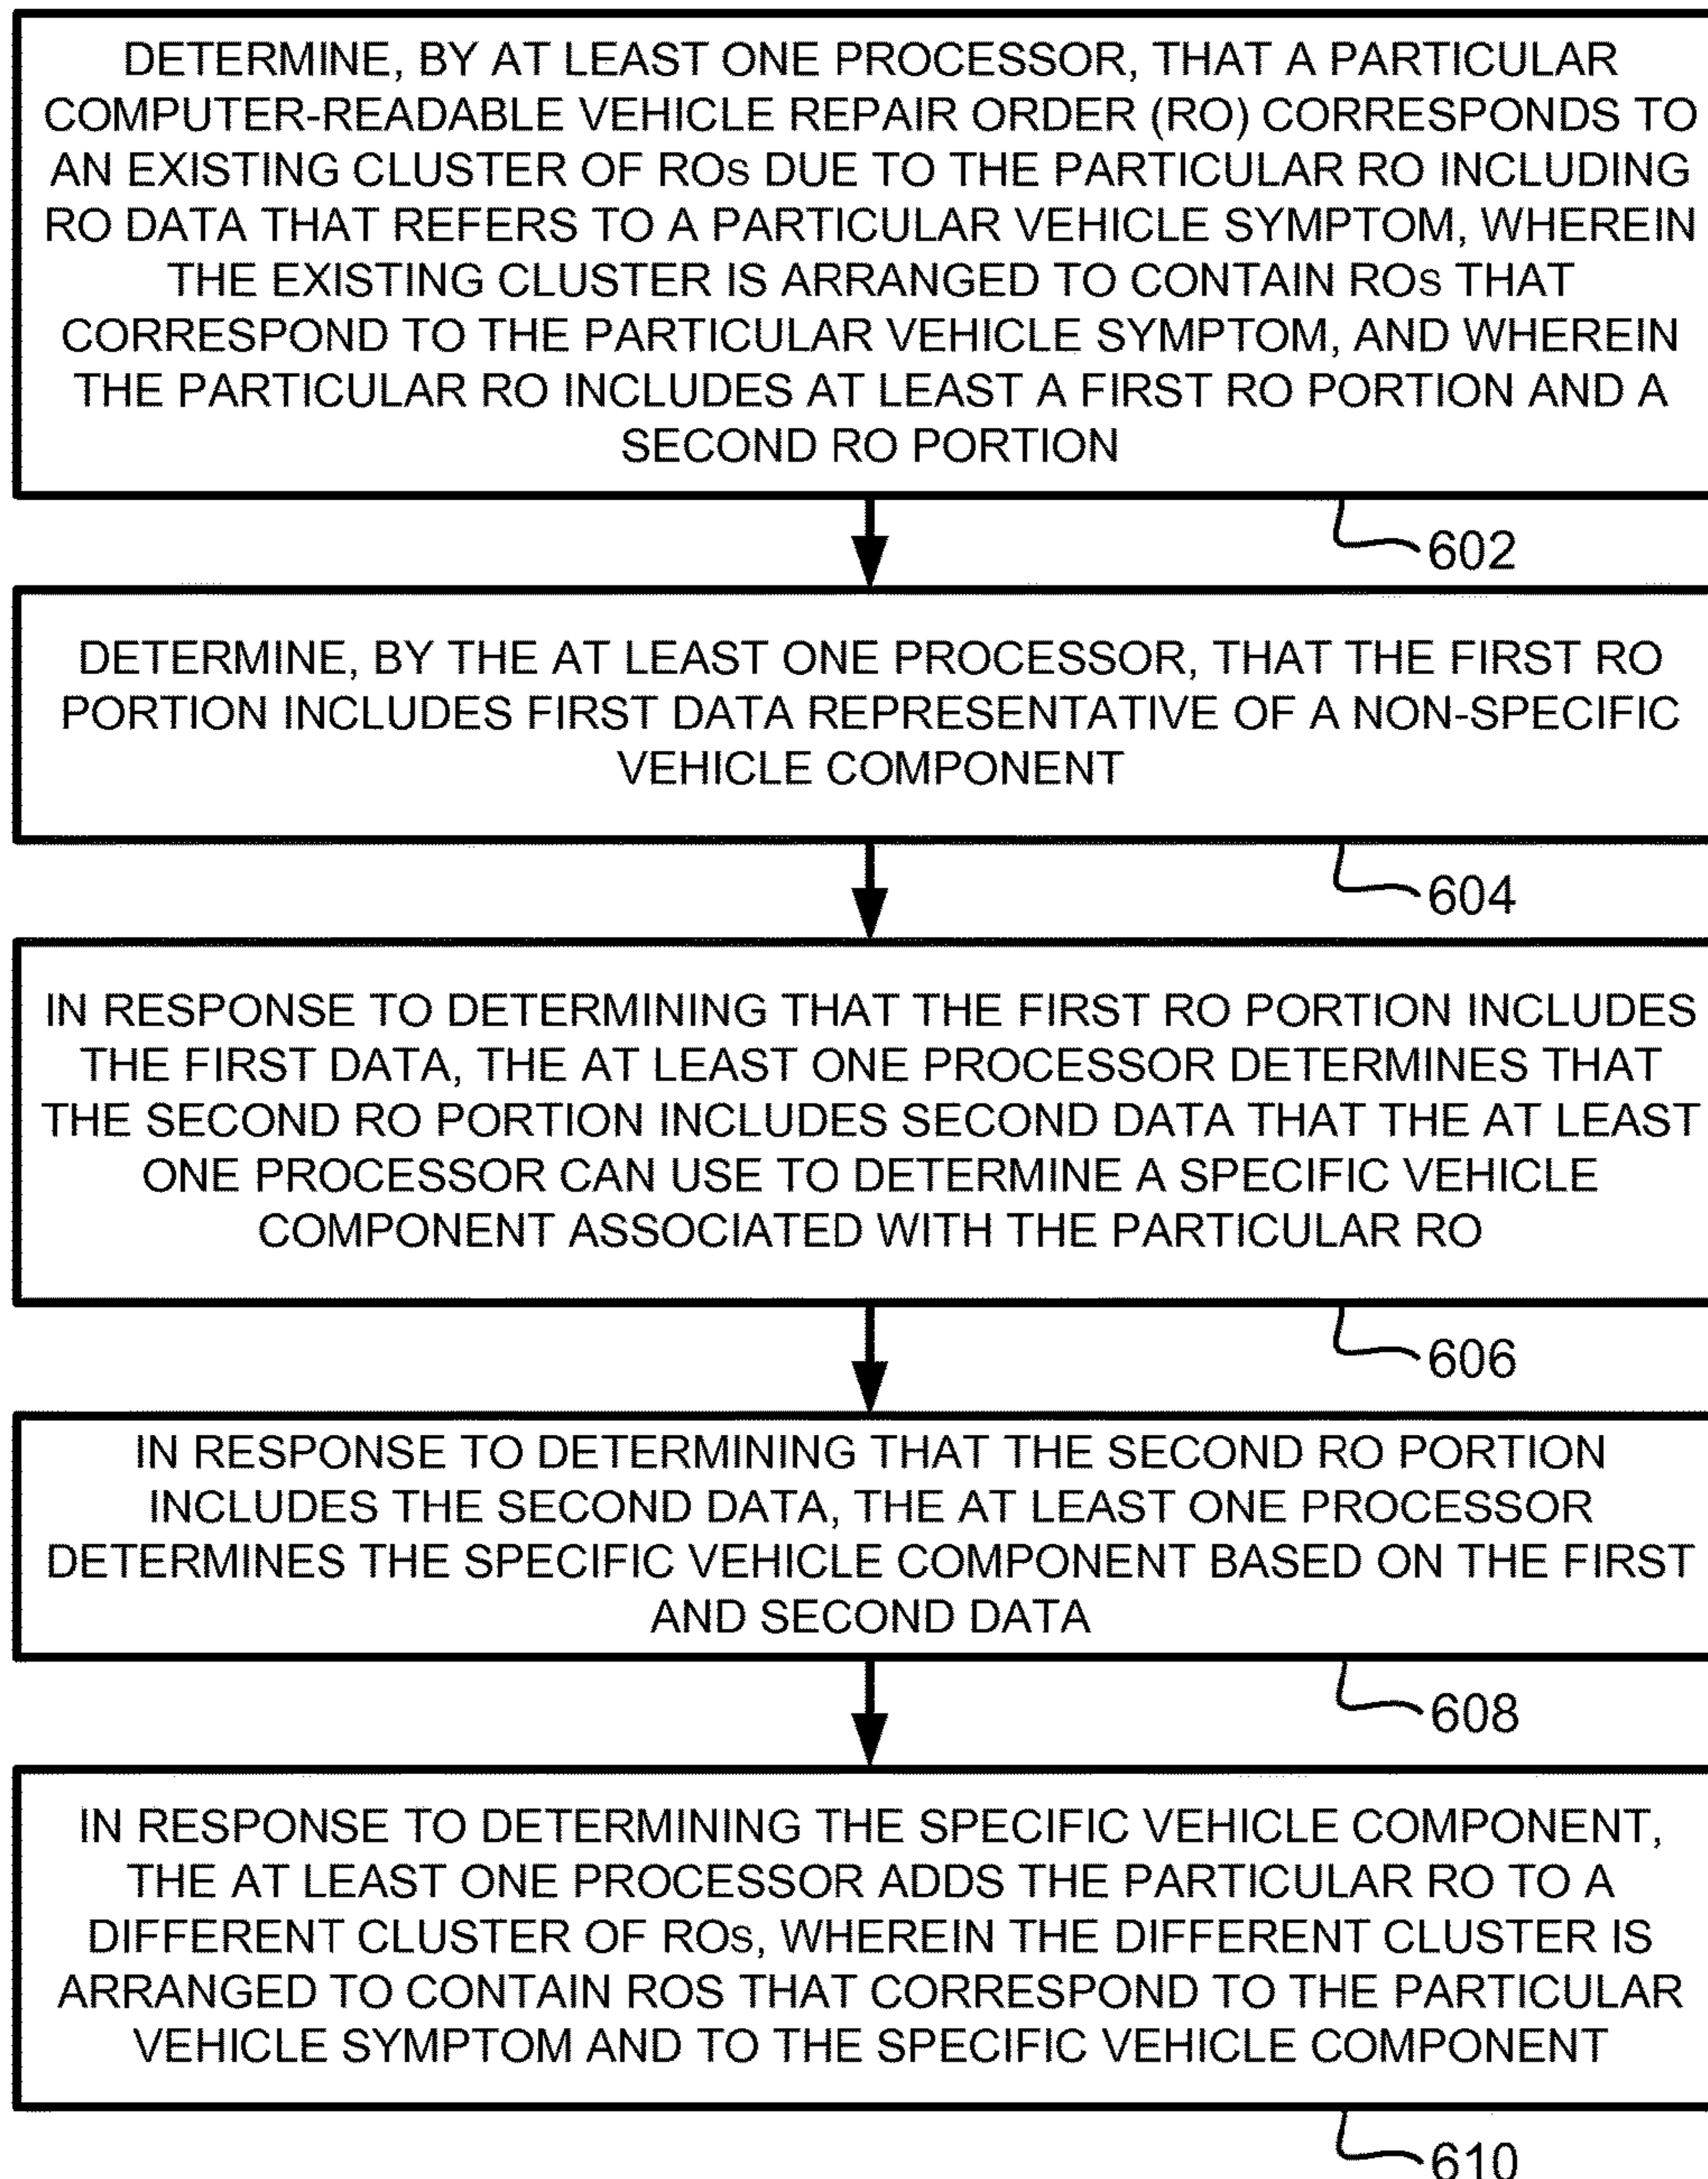 DETERMINE, BY AT LEAST ONE PROCESSOR, THAT A PARTICULAR
COMPUTER-READABLE VEHICLE REPAIR ORDER (RO) CORRESPONDS TO
AN EXISTING CLUSTER OF ROs DUE TO THE PARTICULAR RO INCLUDING
RO DATA THAT REFERS TO A PARTICULAR VEHICLE SYMPTOM, WHEREIN
THE EXISTING CLUSTER IS ARRANGED TO CONTAIN ROs THAT
CORRESPOND TO THE PARTICULAR VEHICLE SYMPTOM, AND WHEREIN
THE PARTICULAR RO INCLUDES AT LEAST A FIRST RO PORTION AND A
SECOND RO PORTION
602
DETERMINE, BY THE AT LEAST ONE PROCESSOR, THAT THE FIRST RO
PORTION INCLUDES FIRST DATA REPRESENTATIVE OF A NON-SPECIFIC
VEHICLE COMPONENT
604
IN RESPONSE TO DETERMINING THAT THE FIRST RO PORTION INCLUDES
THE FIRST DATA, THE AT LEAST ONE PROCESSOR DETERMINES THAT
THE SECOND RO PORTION INCLUDES SECOND DATA THAT THE AT LEAST
ONE PROCESSOR CAN USE TO DETERMINE A SPECIFIC VEHICLE
COMPONENT ASSOCIATED WITH THE PARTICULAR RO
606
IN RESPONSE TO DETERMINING THAT THE SECOND RO PORTION
INCLUDES THE SECOND DATA, THE AT LEAST ONE PROCESSOR
DETERMINES THE SPECIFIC VEHICLE COMPONENT BASED ON THE FIRST
AND SECOND DATA
608
IN RESPONSE TO DETERMINING THE SPECIFIC VEHICLE COMPONENT,
THE AT LEAST ONE PROCESSOR ADDS THE PARTICULAR RO TO A
DIFFERENT CLUSTER OF ROs, WHEREIN THE DIFFERENT CLUSTER IS
ARRANGED TO CONTAIN ROS THAT CORRESPOND TO THE PARTICULAR
VEHICLE SYMPTOM AND TO THE SPECIFIC VEHICLE COMPONENT
610